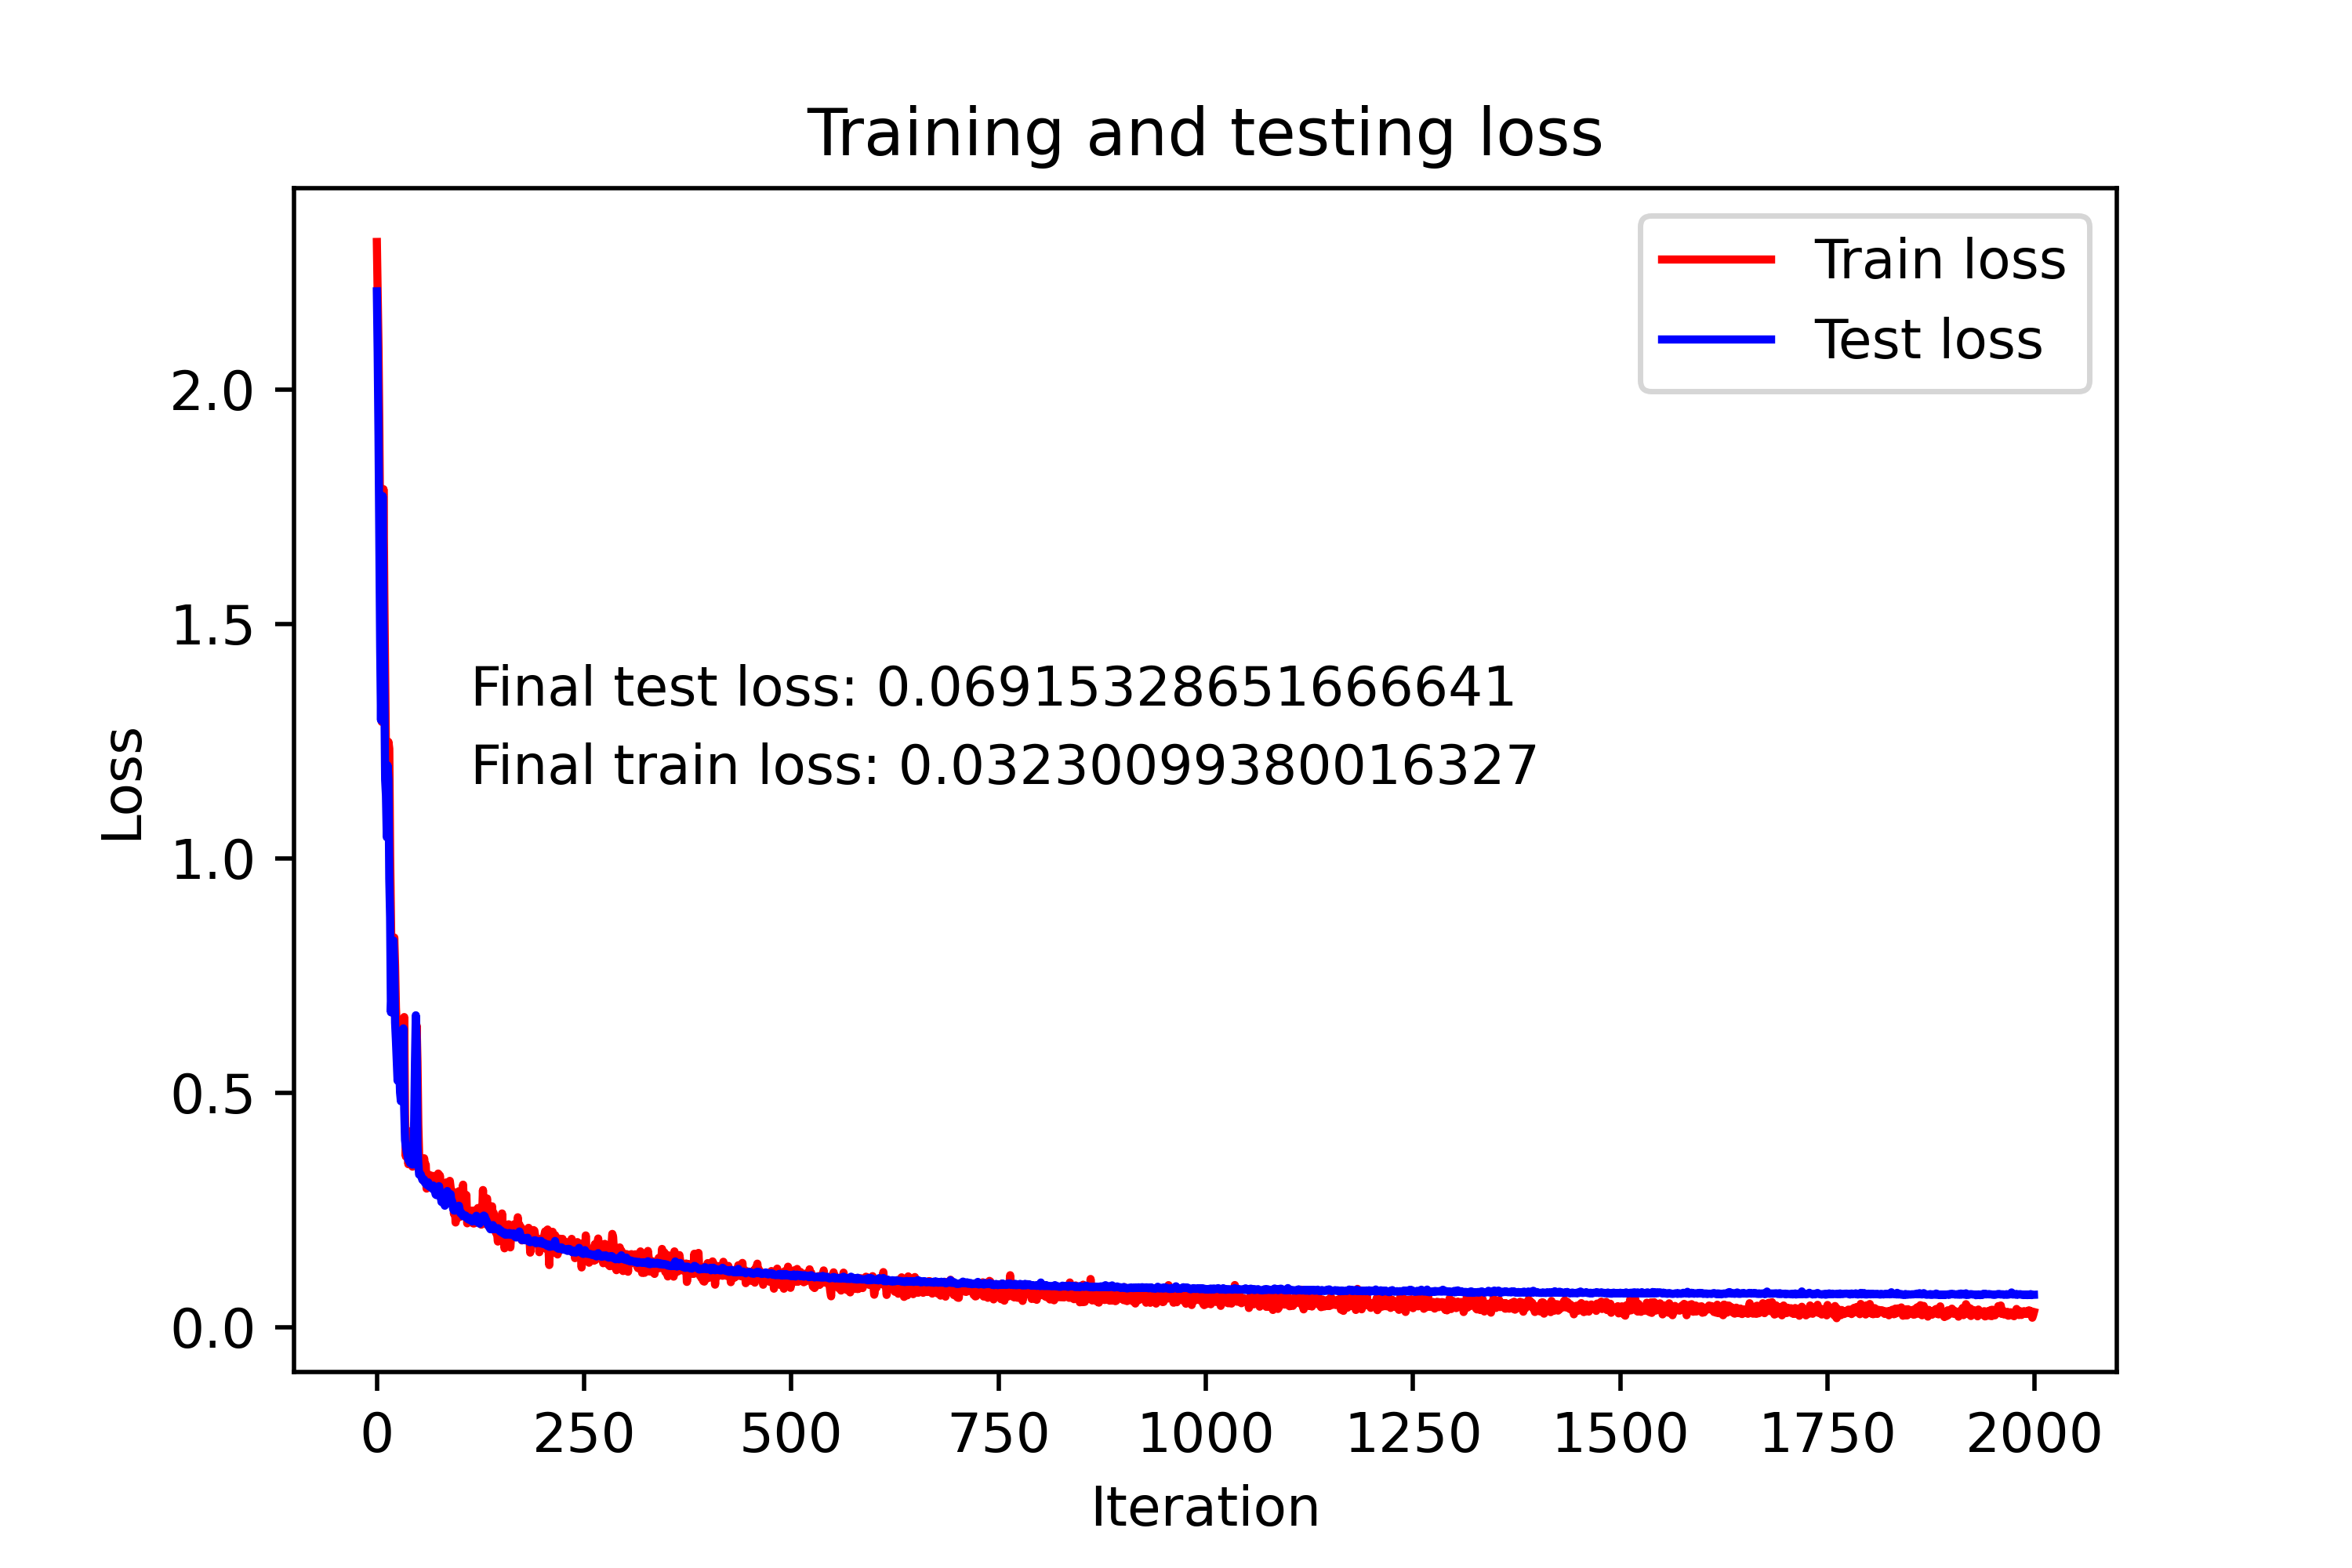 Training and testing loss
Train loss
Test loss
2.0
1.5
1.0
0.5
0.0
Loss
Final test loss: 0.06915328651666641
Final train loss: 0.03230099380016327
0 250 500 750 1000 1250 1500 1750 2000
Iteration